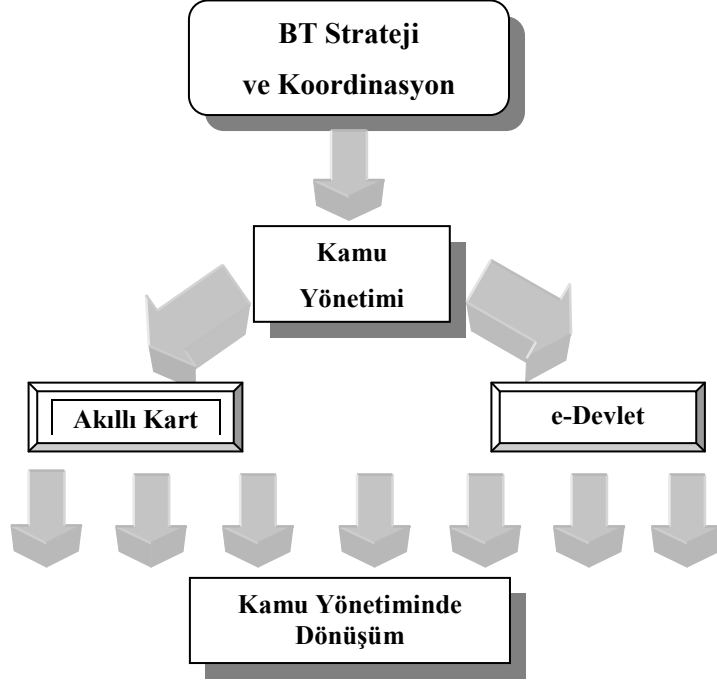 BT Strateji
ve Koordinasyon
Kamu
Yönetimi
Akıllı Kart
e-Devlet
Kamu Yönetiminde
Dönüşüm